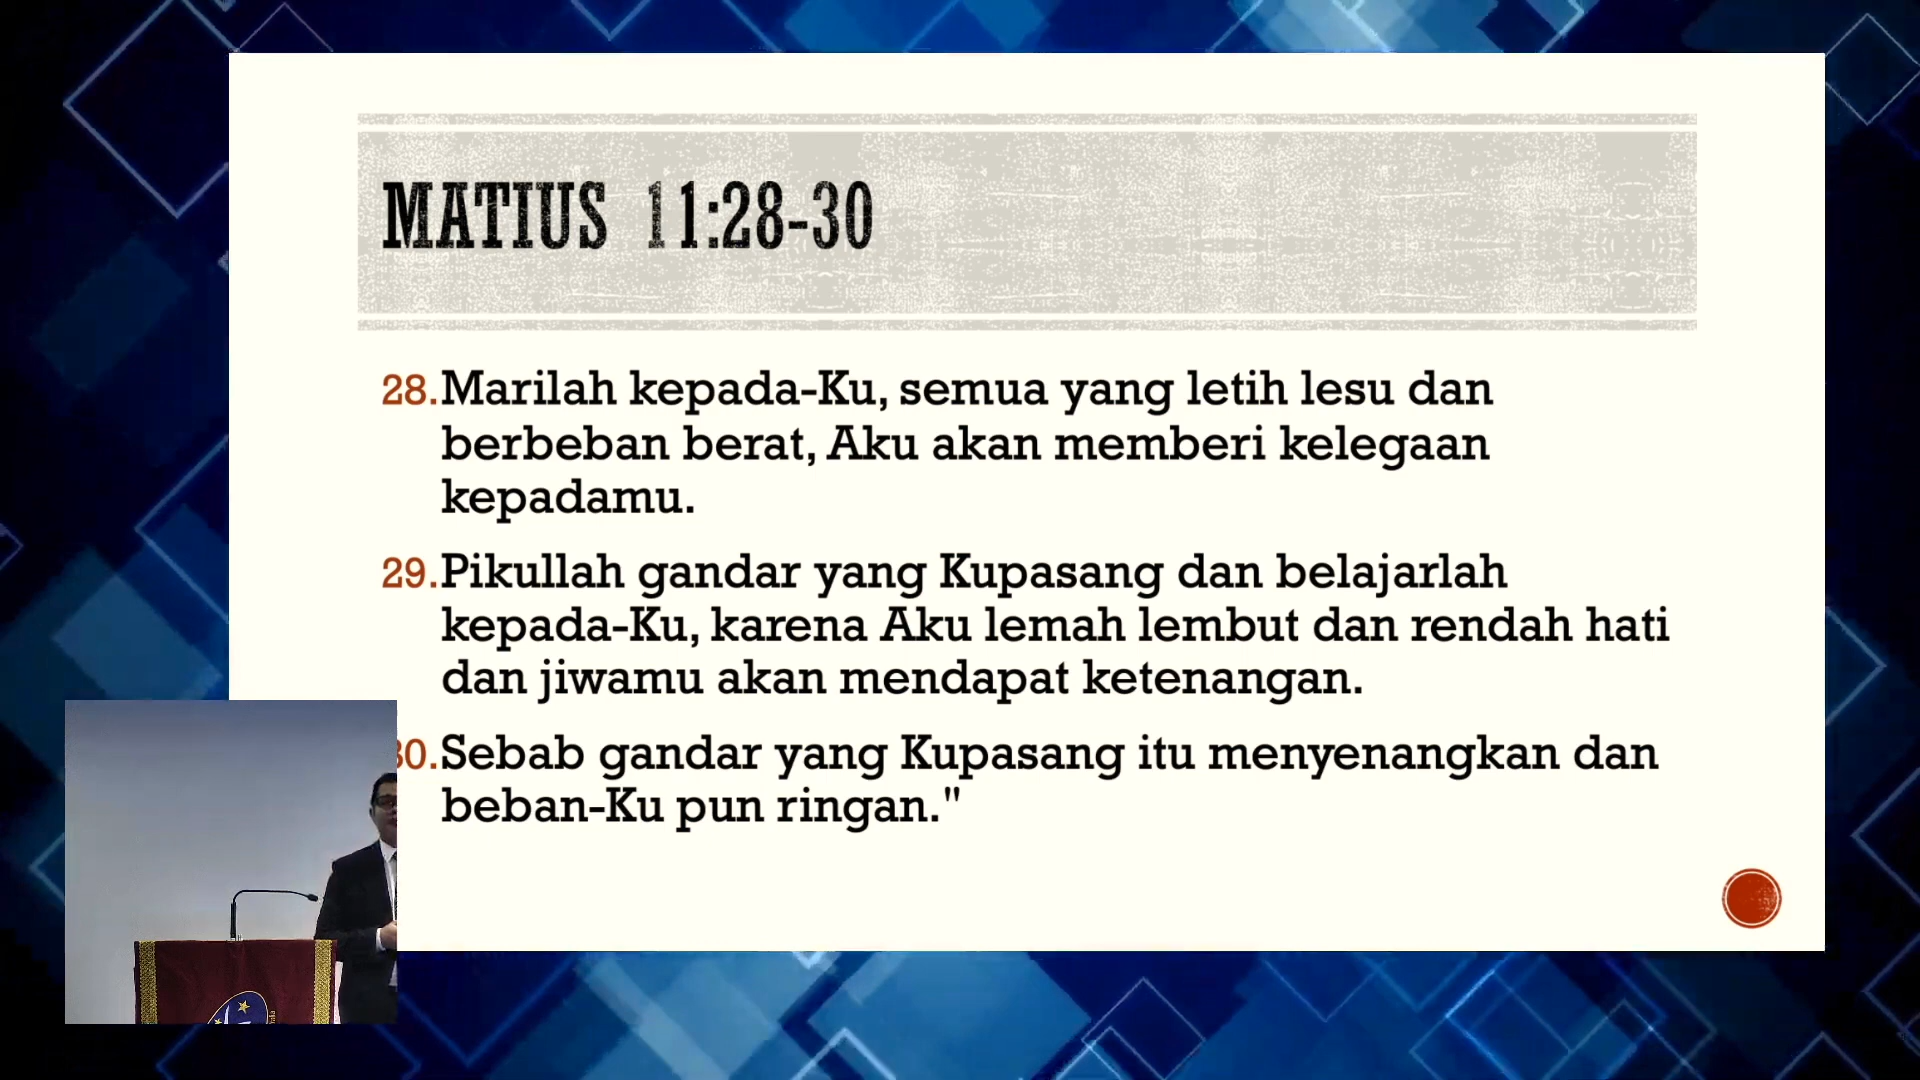 MATIUS 11:28-30
28. Marilah kepada-Ku, semua yang letih lesu dan
berbeban berat, Aku akan memberi kelegaan
kepadamu.
29. Pikullah gandar yang Kupasang dan belajarlah
kepada-Ku, karena Aku lemah lembut dan rendah hati
dan jiwamu akan mendapat ketenangan.
30. Sebab gandar yang Kupasang itu menyenangkan dan
beban-Ku pun ringan."